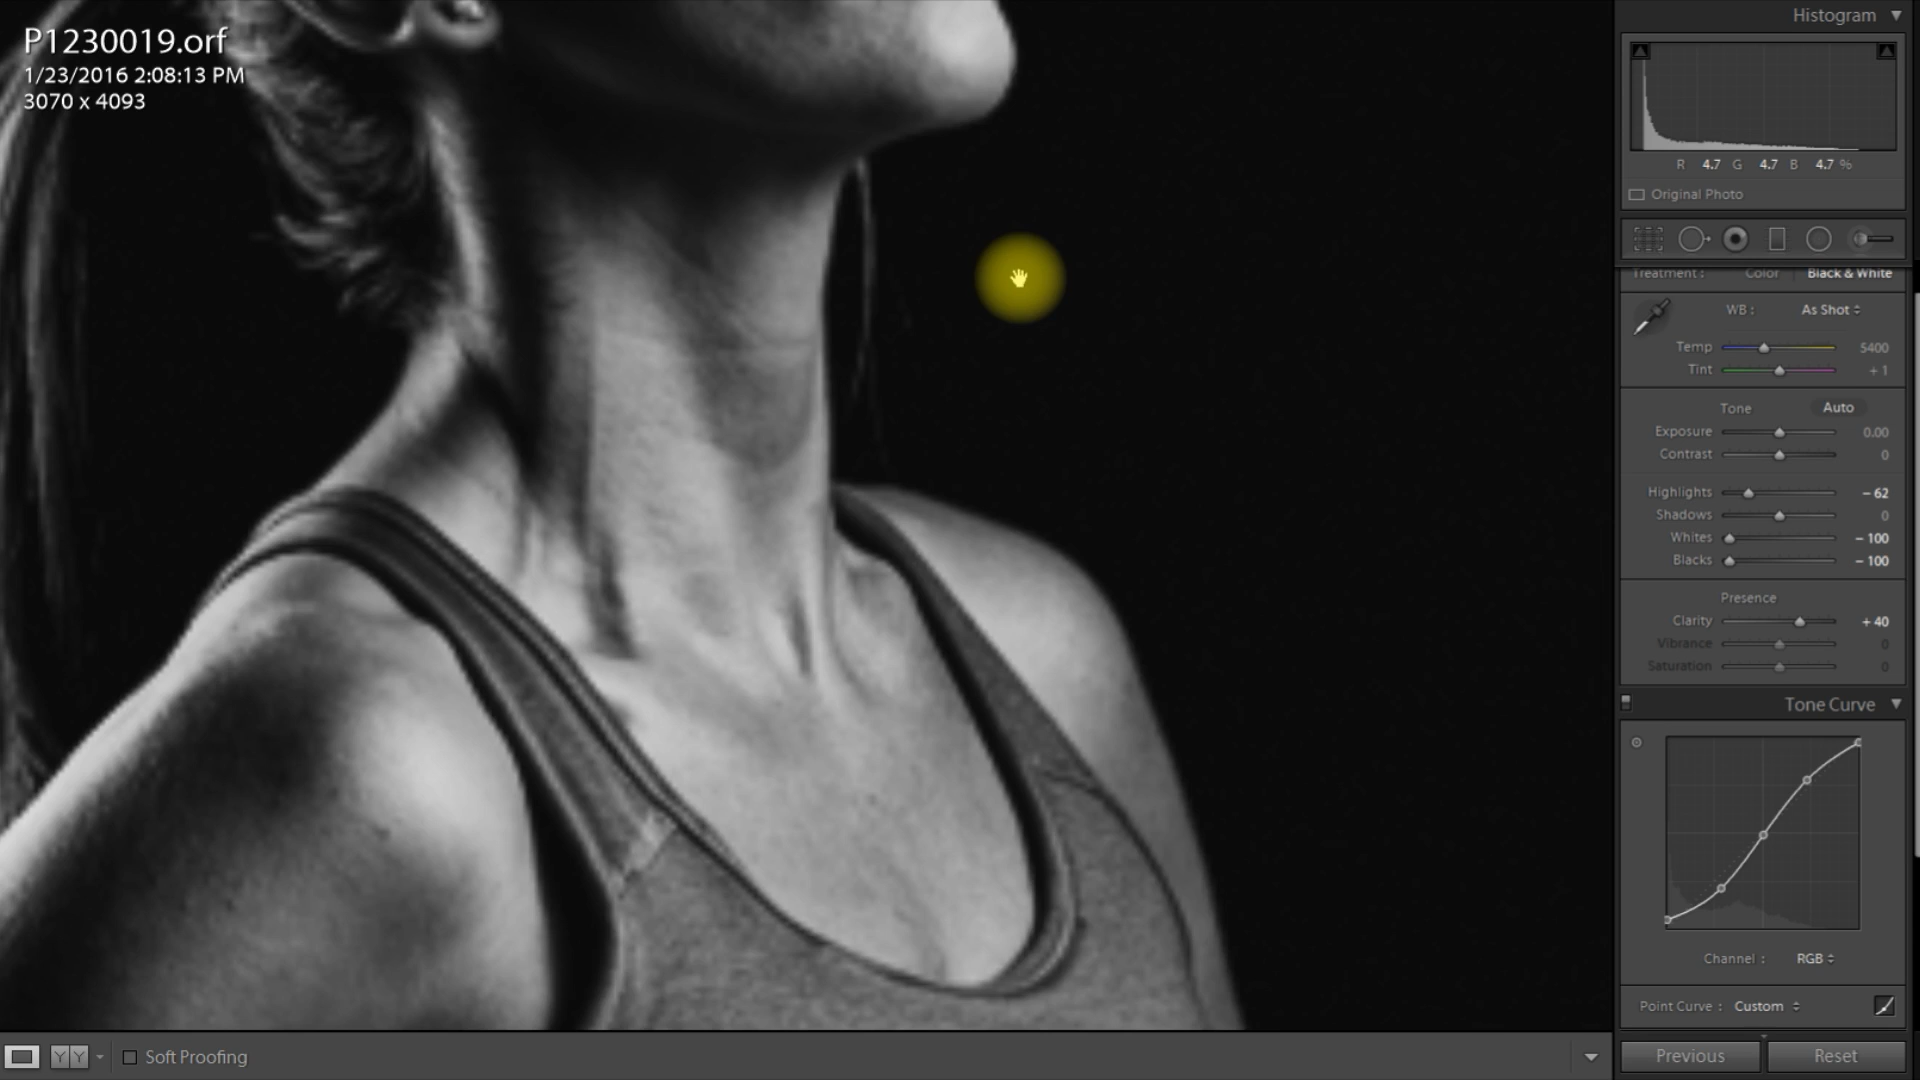 P1230019.orf
1/23/2016 2:08:13 PM
3070 x 4093
Histogram
R 4.7 G 4.7 B 4.7 %
Original Photo
Treatment : Color Black & White
WB : As Shot
Temp 5400
Tint + 1
Tone Auto
Exposure 0.00
Contrast 0
Highlights - 62
Shadows 0
Whites - 100
Blacks - 100
Presence
Clarity + 40
Vibrance 0
Saturation 0
Tone Curve
Channel : RGB
Point Curve : Custom
Y Y Soft Proofing
Previous Reset